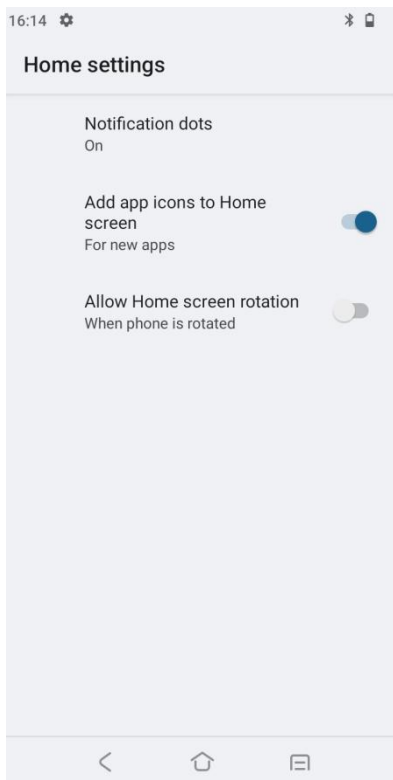 16:14
Home settings
Notification dots
On
Add app icons to Home
screen
For new apps
Allow Home screen rotation
When phone is rotated